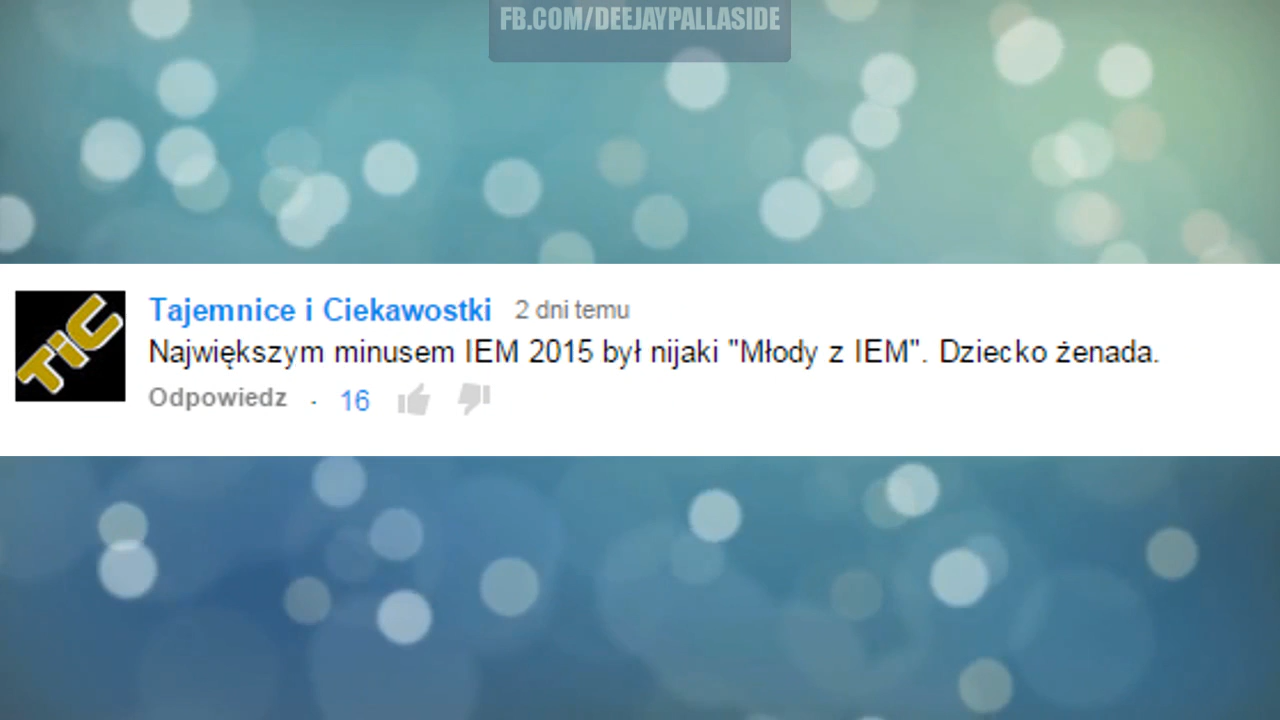 FB.COM/DEEJAYPALLASIDE
TiC
Tajemnice i Ciekawostki 2 dni temu
Największym minusem IEM 2015 był nijaki "Młody z IEM". Dziecko żenada.
Odpowiedz · 16